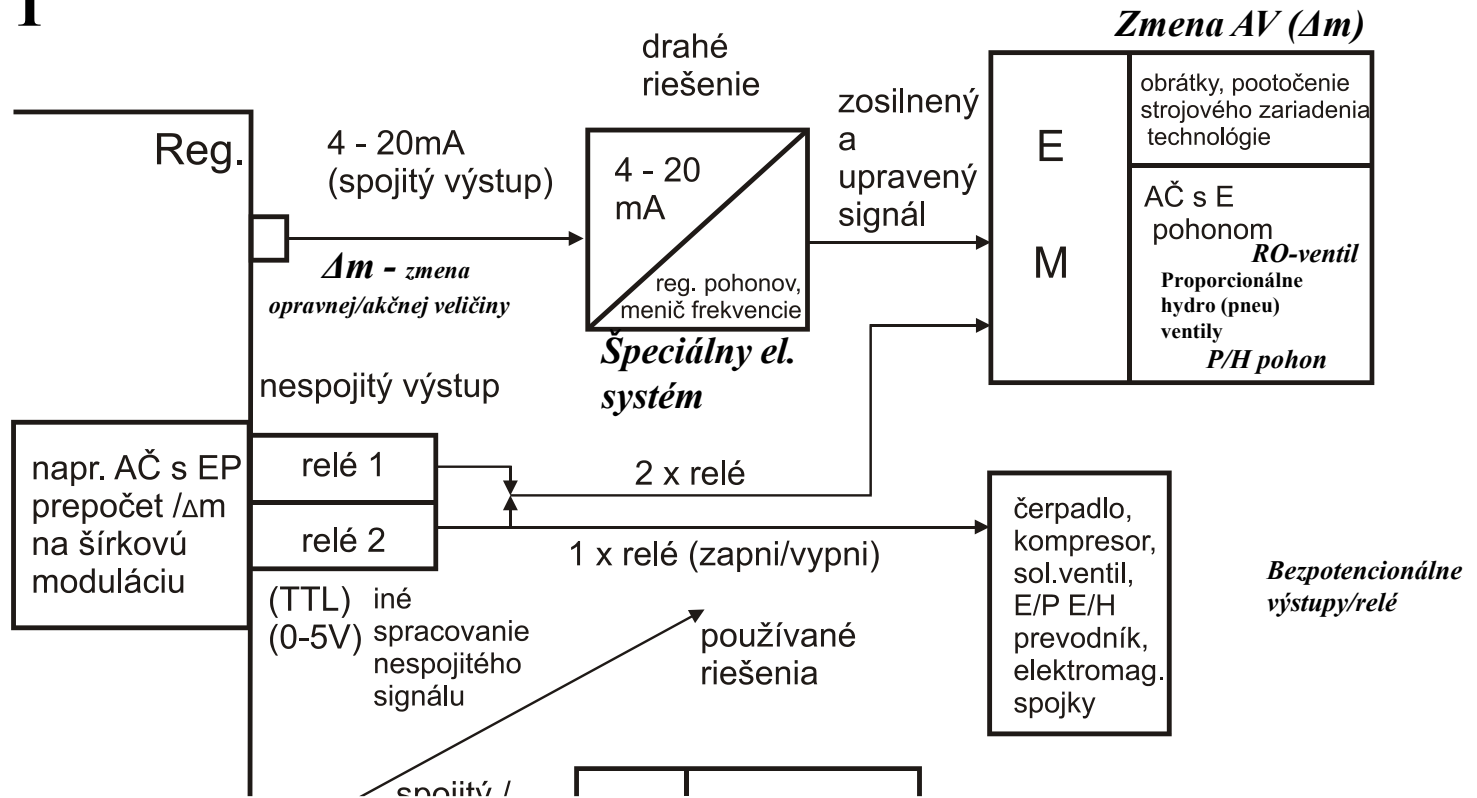 Zmena AV (Δm)
drahé
riešenie
obrátky, pootočenie
strojového zariadenia
technológie
zosilnený
a
upravený
signál
Reg.
4 - 20mA
(spojitý výstup)
4 - 20
mA
reg. pohonov,
menič frekvencie
E
M
AČ s E
pohonom
RO-ventil
Proporcionálne
hydro (pneu)
ventily
P/H pohon
Δm - zmena
opravnej/akčnej veličiny
Špeciálny el.
systém
nespojitý výstup
napr. AČ s EP
prepočet /Δm
na šírkovú
moduláciu
relé 1
relé 2
2 x relé
1 x relé (zapni/vypni)
čerpadlo,
kompresor,
sol.ventil,
E/P E/H
prevodník,
elektromag.
spojky
Bezpotencionálne
výstupy/relé
(TTL)
(0-5V)
iné
spracovanie
nespojitého
signálu
používané
riešenia
spojitý /